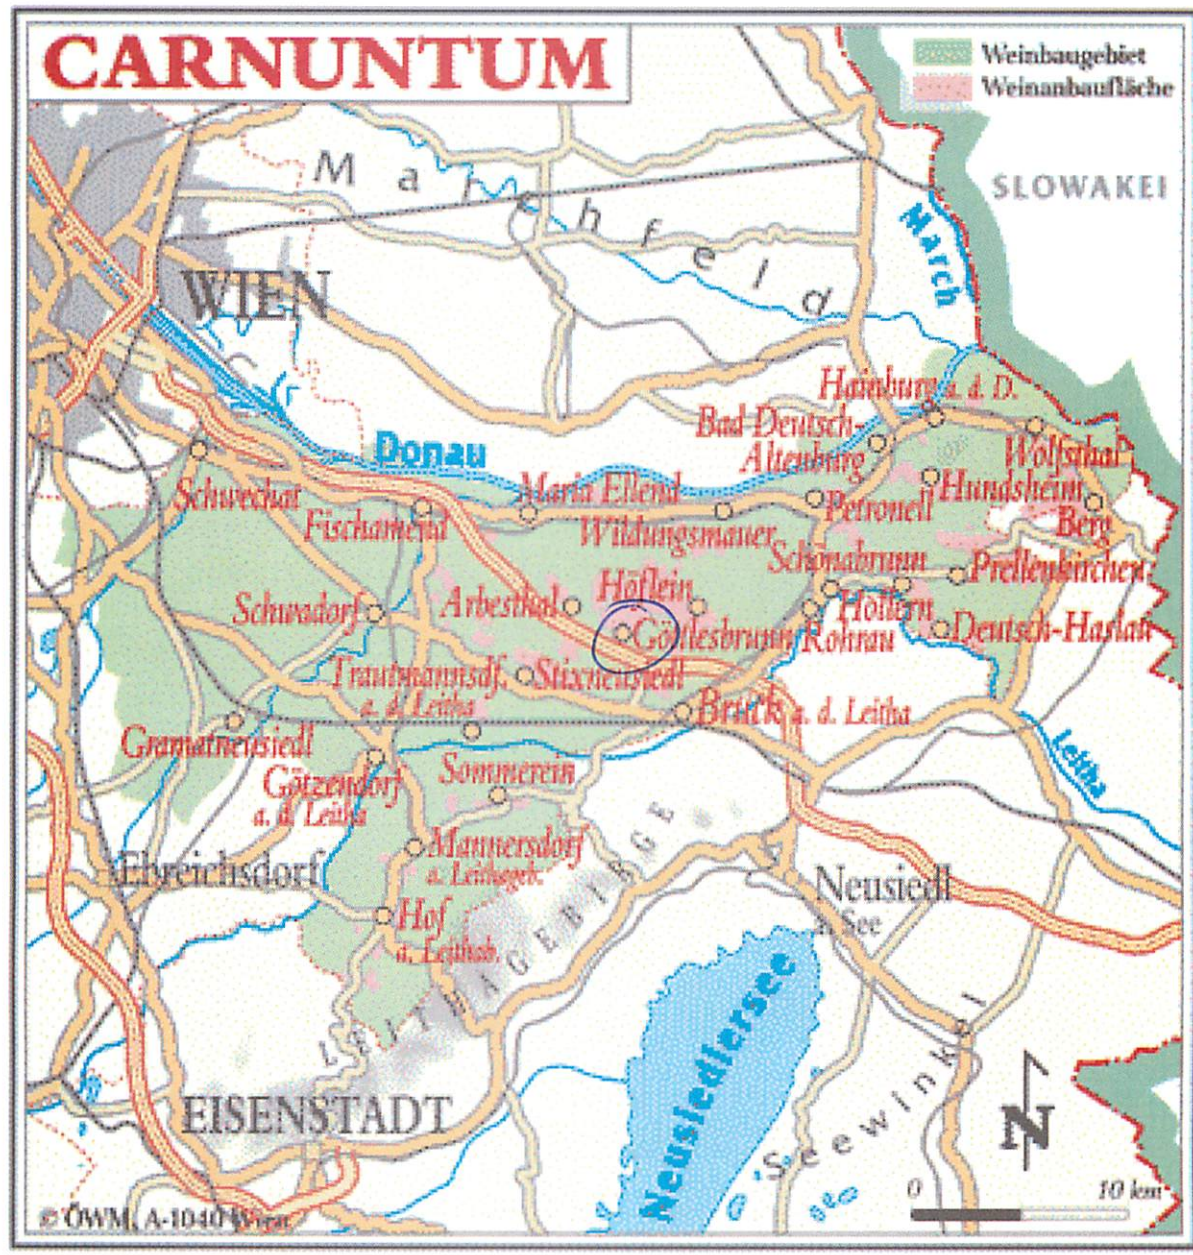 CARNUNTUM
Weinbaugebiet
Weinanbaufläche
Marchfeld
SLOWAKEI
March
WIEN
Hainburg a. d. D.
Bad Deutsch-
Altenburg
Wolfsthal
Donau
Schwechat
Fischamend
Maria Ellend
Wildungsmauer
Petronell
Hundsheim
Berg
Schönabrunn
Prellenkirchen
Schwadorf
Arbesthal
Höflein
Göttlesbrunn
Rohrau
Hollern
Deutsch-Haslau
Trautmannsdf.
a. d. Leitha
Stixneusiedl
Bruck a. d. Leitha
Gramatneusiedl
Götzendorf
a. d. Leitha
Sommerein
Leitha
Mannersdorf
a. Leithageb.
Ebreichsdorf
Hof
a. Leithab.
LEITHAGEBIRGE
Neusiedl
a. See
Neusiedlersee
Seewinkel
EISENSTADT
N
0 10 km
© ÖWM, A-1040 Wien